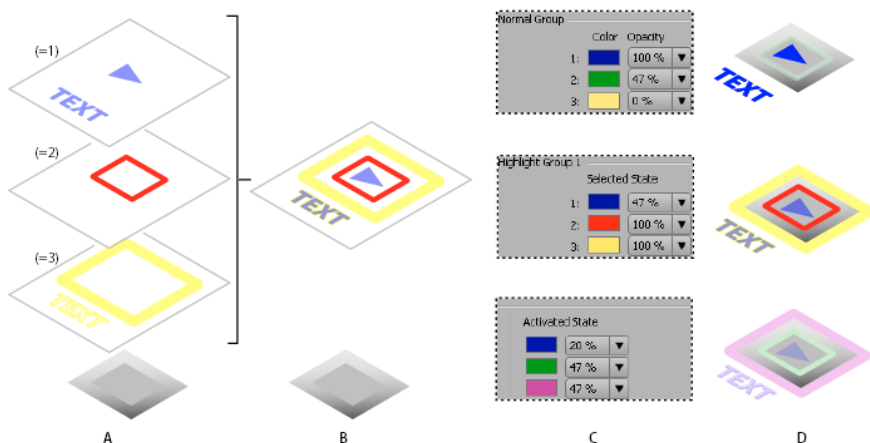 (=1)
TEXT
(=2)
(=3)
TEXT
A
TEXT
B
Normal Group
Color Opacity
1: 100 %
2: 47 %
3: 0 %
Highlight Group 1
Selected State
1: 47 %
2: 100 %
3: 100 %
Activated State
20 %
47 %
47 %
C
TEXT
TEXT
TEXT
D